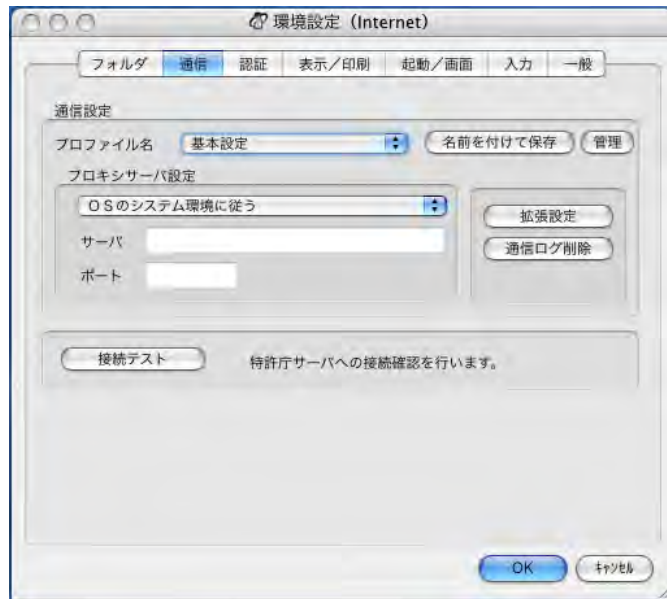 環境設定（Internet）
フォルダ 通信 認証 表示／印刷 起動／画面 入力 一般
通信設定
プロファイル名 基本設定 名前を付けて保存 管理
プロキシサーバ設定
ＯＳのシステム環境に従う
拡張設定
サーバ
通信ログ削除
ポート
接続テスト 特許庁サーバへの接続確認を行います。
OK ｷｬﾝｾﾙ